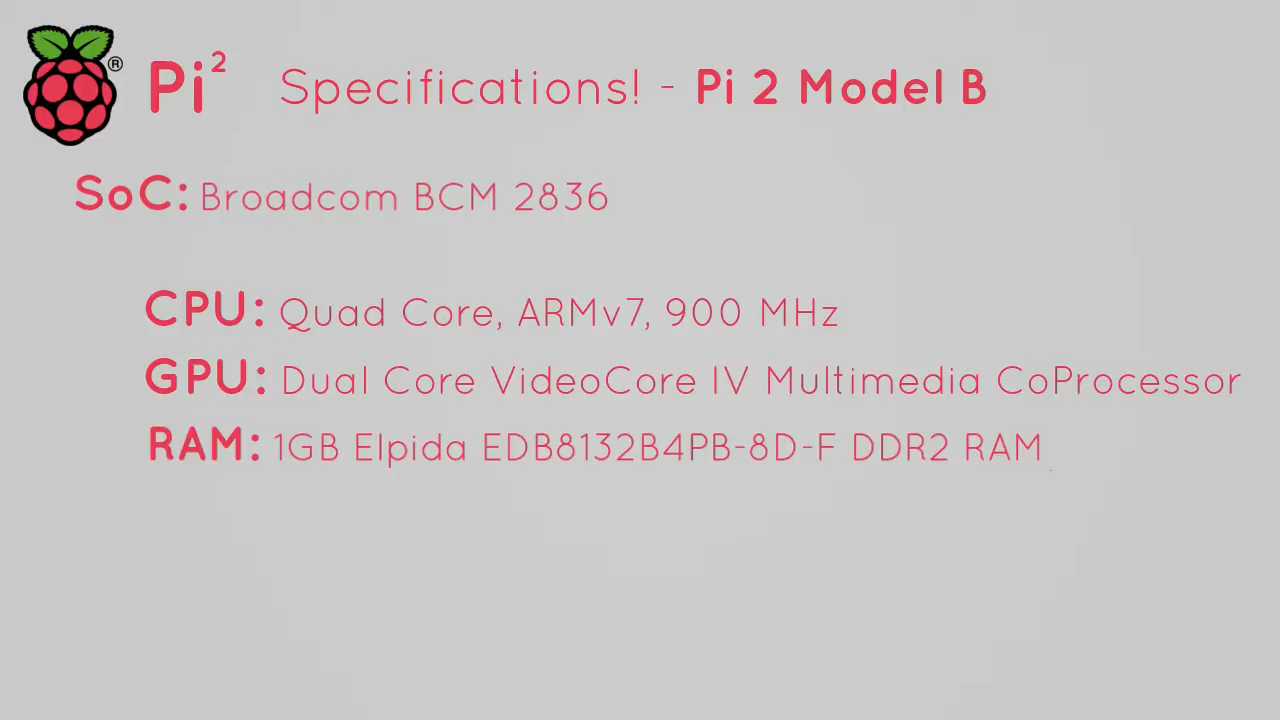 Pi² Specifications! - Pi 2 Model B
SoC: Broadcom BCM 2836
CPU: Quad Core, ARMv7, 900 MHz
GPU: Dual Core VideoCore IV Multimedia CoProcessor
RAM: 1GB Elpida EDB8132B4PB-8D-F DDR2 RAM